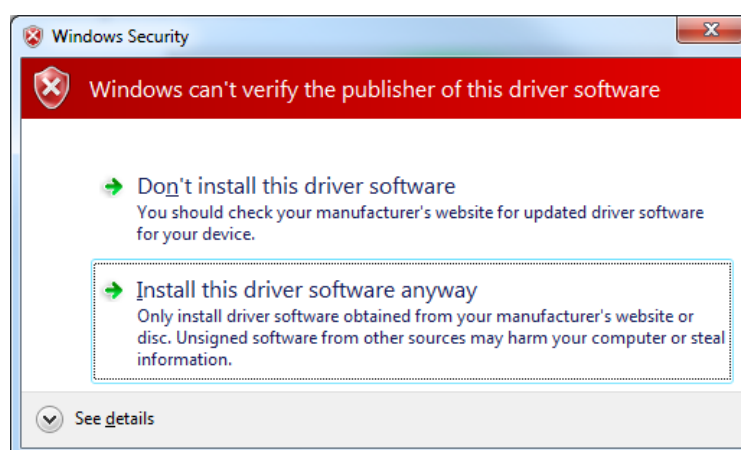 Windows Security
Windows can't verify the publisher of this driver software
Don't install this driver software
You should check your manufacturer's website for updated driver software
for your device.
Install this driver software anyway
Only install driver software obtained from your manufacturer's website or
disc. Unsigned software from other sources may harm your computer or steal
information.
See details